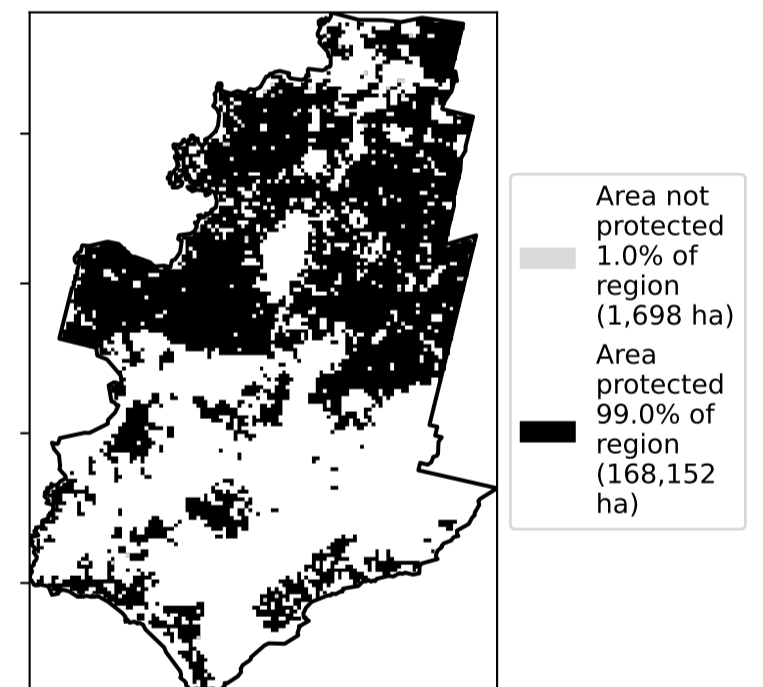 Area not
protected
1.0% of
region
(1,698 ha)
Area
protected
99.0% of
region
(168,152
ha)